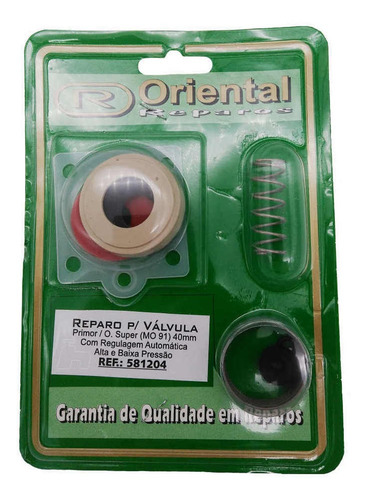 R Oriental
Reparos
REPARO P/ VÁLVULA
Primor / O. Super (MO 91) 40mm
Com Regulagem Automática
Alta e Baixa Pressão
REF.: 581204
Garantia de Qualidade em Reparos